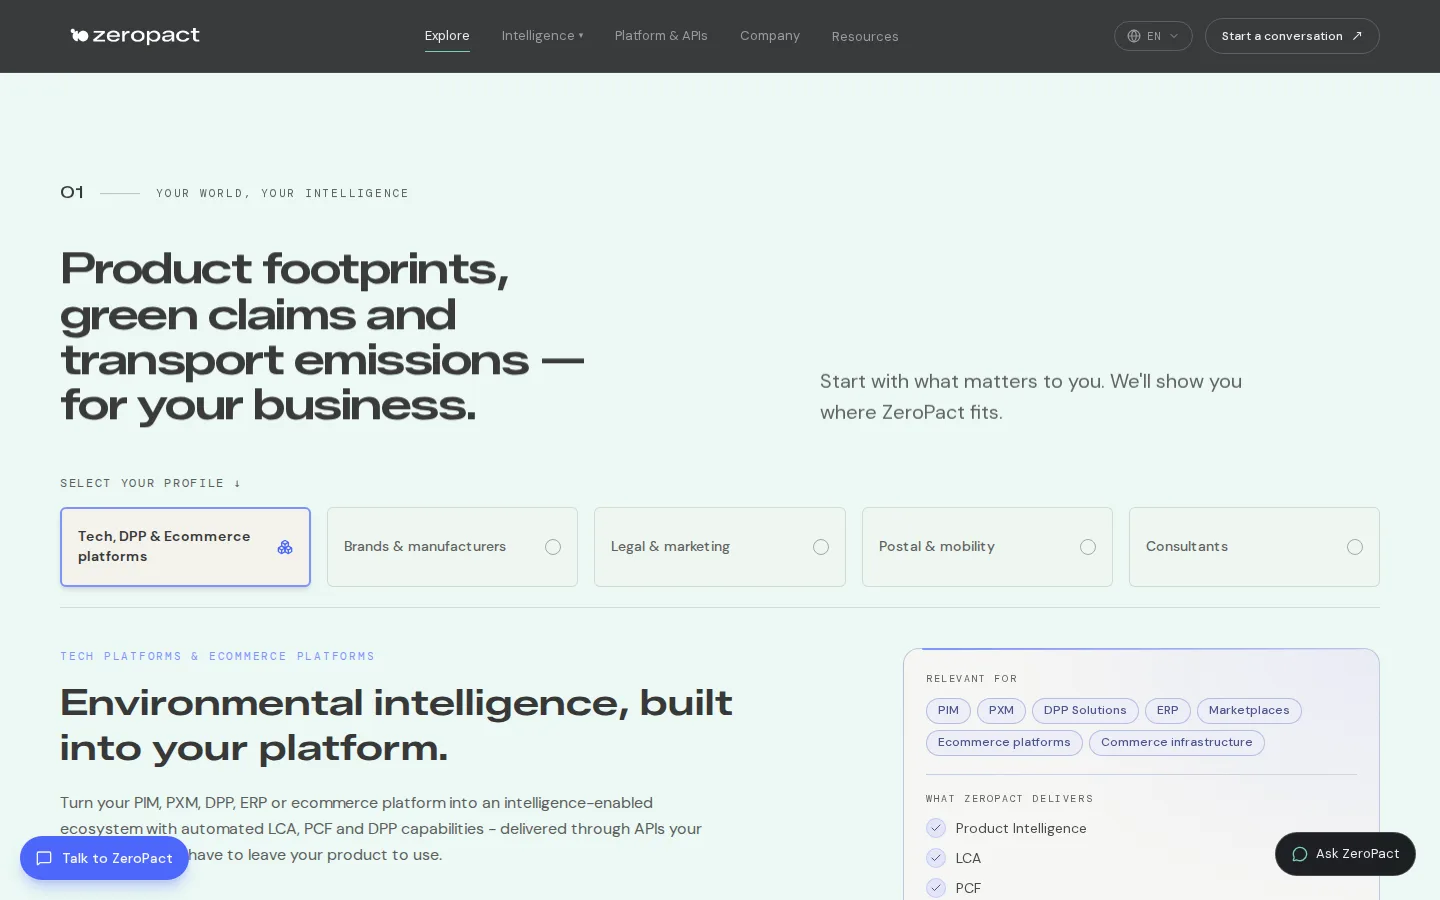 zeropact
Explore
Intelligence ▾
Platform & APIs
Company
Resources
EN
Start a conversation ↗
01
YOUR WORLD, YOUR INTELLIGENCE
Product footprints,
green claims and
transport emissions —
for your business.
Start with what matters to you. We'll show you
where ZeroPact fits.
SELECT YOUR PROFILE ↓
Tech, DPP & Ecommerce
platforms
Brands & manufacturers
Legal & marketing
Postal & mobility
Consultants
TECH PLATFORMS & ECOMMERCE PLATFORMS
Environmental intelligence, built
into your platform.
Turn your PIM, PXM, DPP, ERP or ecommerce platform into an intelligence-enabled
ecosystem with automated LCA, PCF and DPP capabilities - delivered through APIs your
have to leave your product to use.
RELEVANT FOR
PIM
PXM
DPP Solutions
ERP
Marketplaces
Ecommerce platforms
Commerce infrastructure
WHAT ZEROPACT DELIVERS
Product Intelligence
LCA
PCF
Talk to ZeroPact
Ask ZeroPact